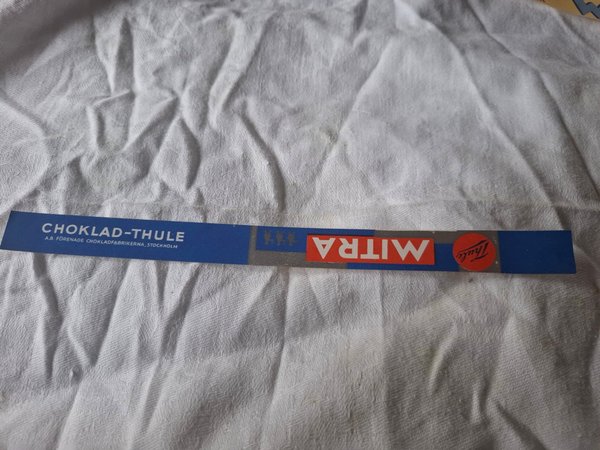 CHOKLAD-THULE
A.B. FÖRENADE CHOKLADFABRIKERNA, STOCKHOLM
MITRA
Thule